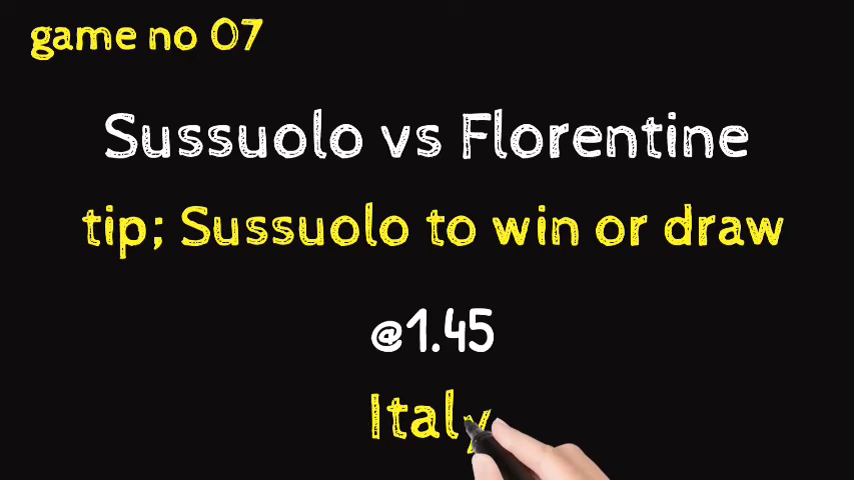 game no 07
Sussuolo vs Florentine
tip; Sussuolo to win or draw
@1.45
Italy